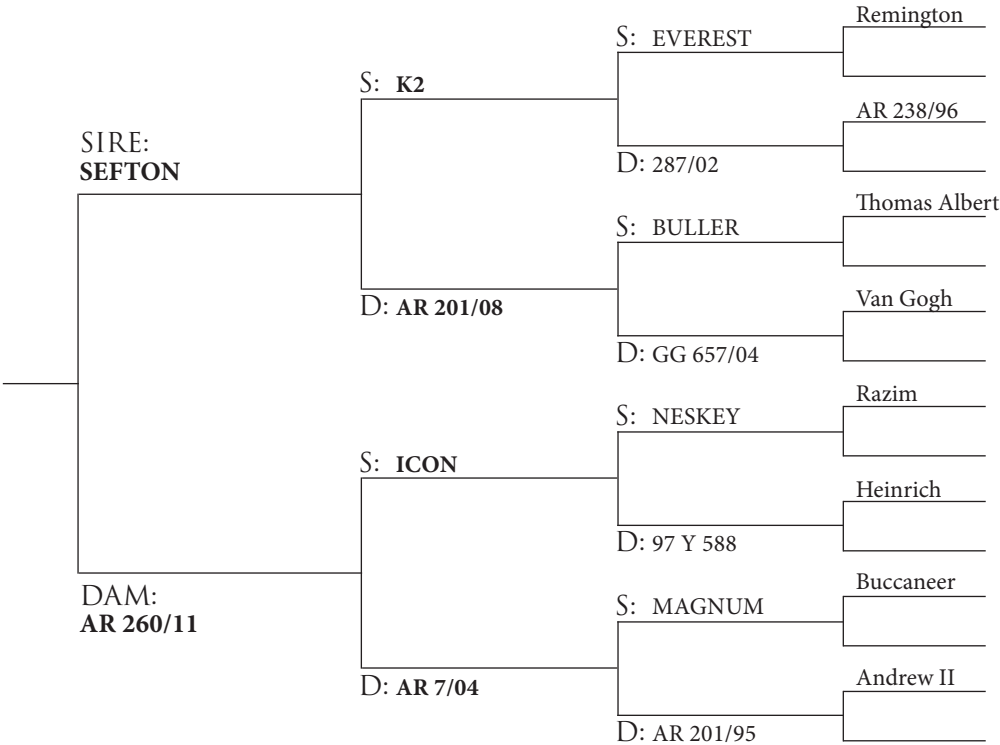 Remington
S: EVEREST
S: K2
AR 238/96
SIRE:
SEFTON
D: 287/02
Thomas Albert
S: BULLER
D: AR 201/08
Van Gogh
D: GG 657/04
Razim
S: NESKEY
S: ICON
Heinrich
D: 97 Y 588
DAM:
AR 260/11
Buccaneer
S: MAGNUM
D: AR 7/04
Andrew II
D: AR 201/95